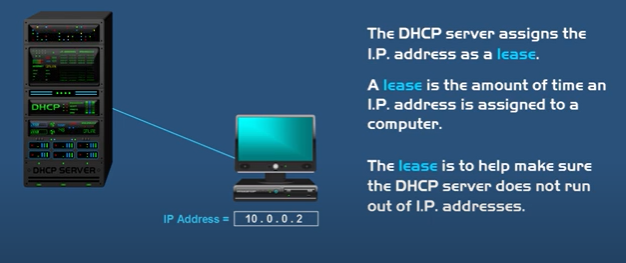 The DHCP server assigns the
I.P. address as a lease.
A lease is the amount of time an
I.P. address is assigned to a
computer.
The lease is to help make sure
the DHCP server does not run
out of I.P. addresses.
DHCP
DHCP SERVER
IP Address = 10.0.0.2